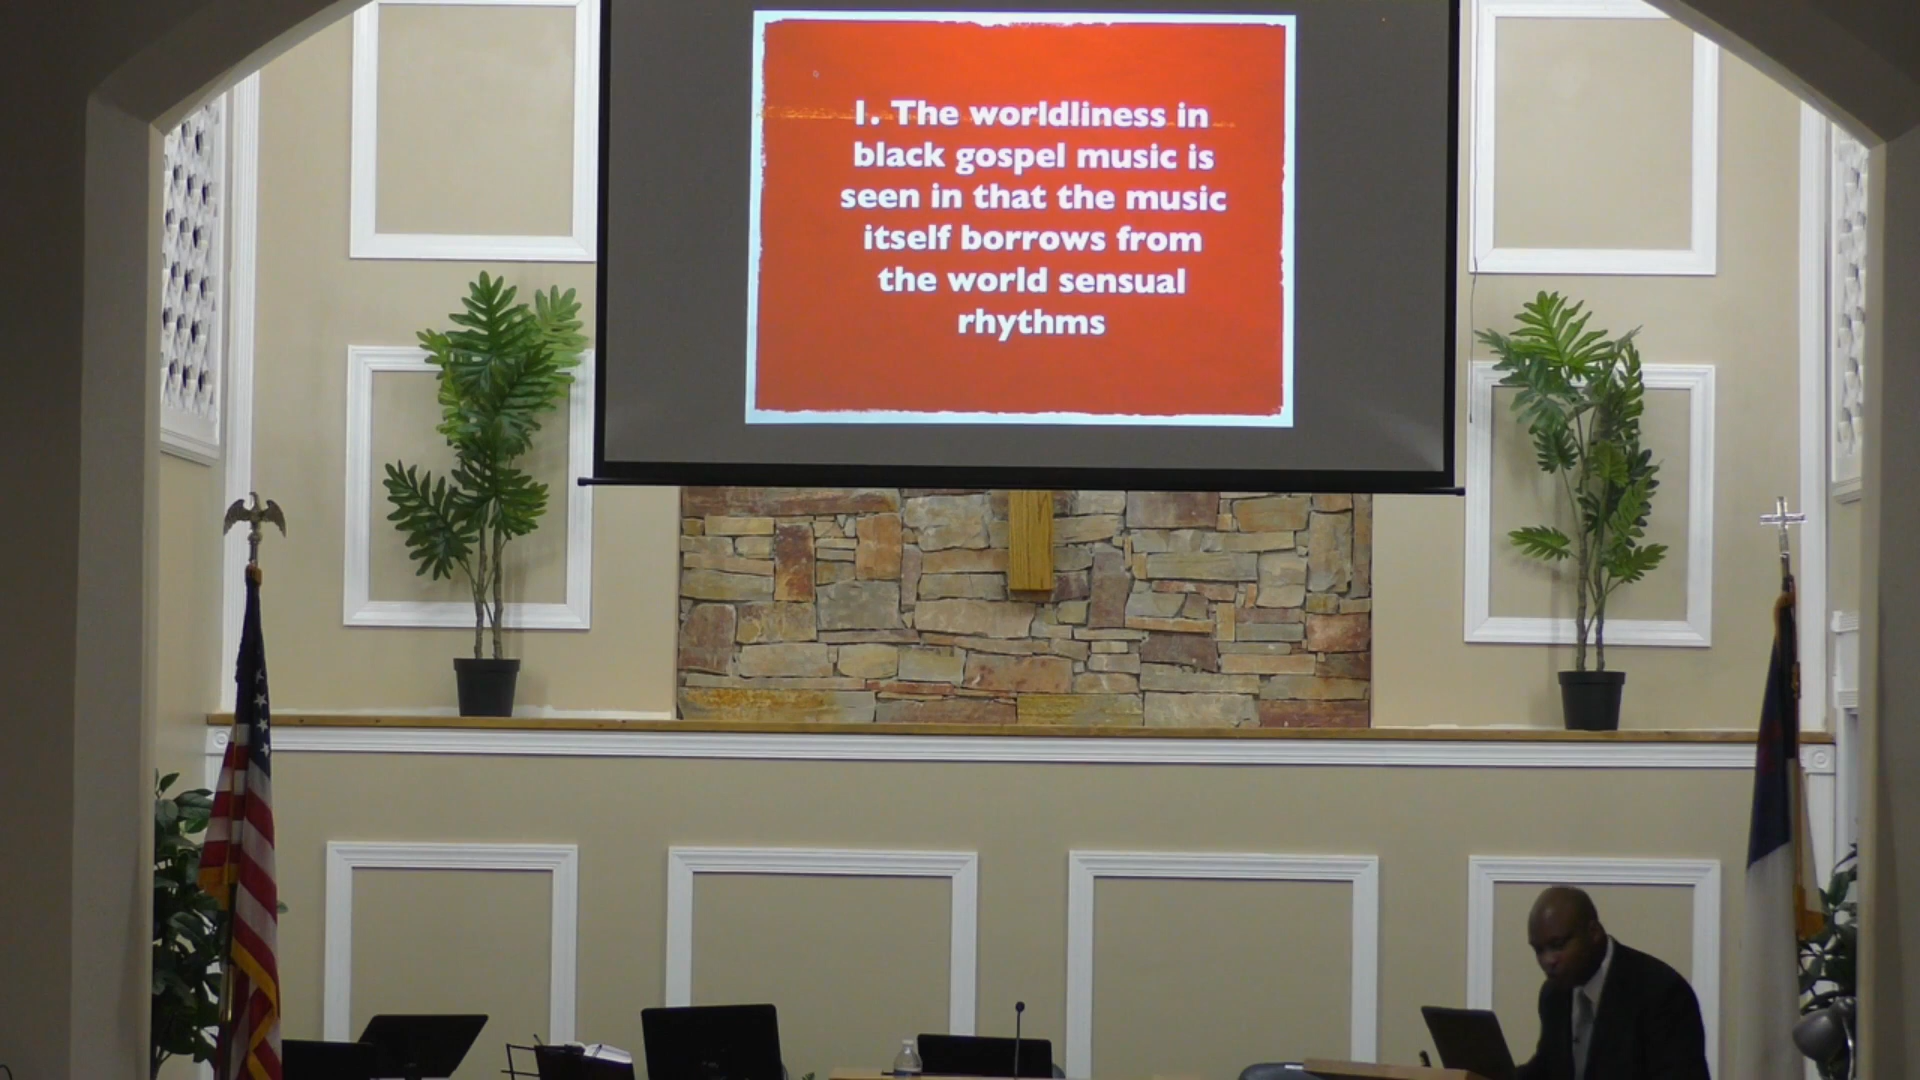 1. The worldliness in
black gospel music is
seen in that the music
itself borrows from
the world sensual
rhythms